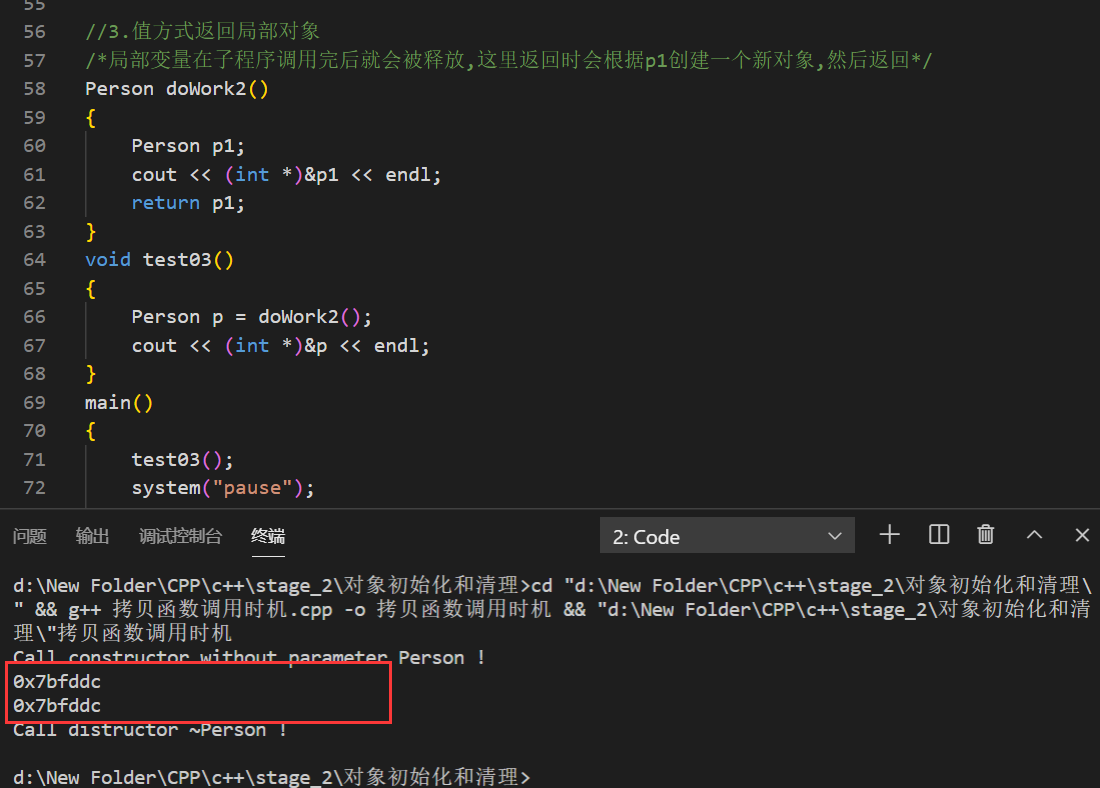 55
56 //3.值方式返回局部对象
57 /*局部变量在子程序调用完后就会被释放,这里返回时会根据p1创建一个新对象,然后返回*/
58 Person doWork2()
59 {
60 Person p1;
61 cout << (int *)&p1 << endl;
62 return p1;
63 }
64 void test03()
65 {
66 Person p = doWork2();
67 cout << (int *)&p << endl;
68 }
69 main()
70 {
71 test03();
72 system("pause");
问题 输出 调试控制台 终端 2: Code
d:\New Folder\CPP\c++\stage_2\对象初始化和清理>cd "d:\New Folder\CPP\c++\stage_2\对象初始化和清理\
" && g++ 拷贝函数调用时机.cpp -o 拷贝函数调用时机 && "d:\New Folder\CPP\c++\stage_2\对象初始化和清
理\"拷贝函数调用时机
Call constructor without parameter Person !
0x7bfddc
0x7bfddc
Call distructor ~Person !
d:\New Folder\CPP\c++\stage_2\对象初始化和清理>